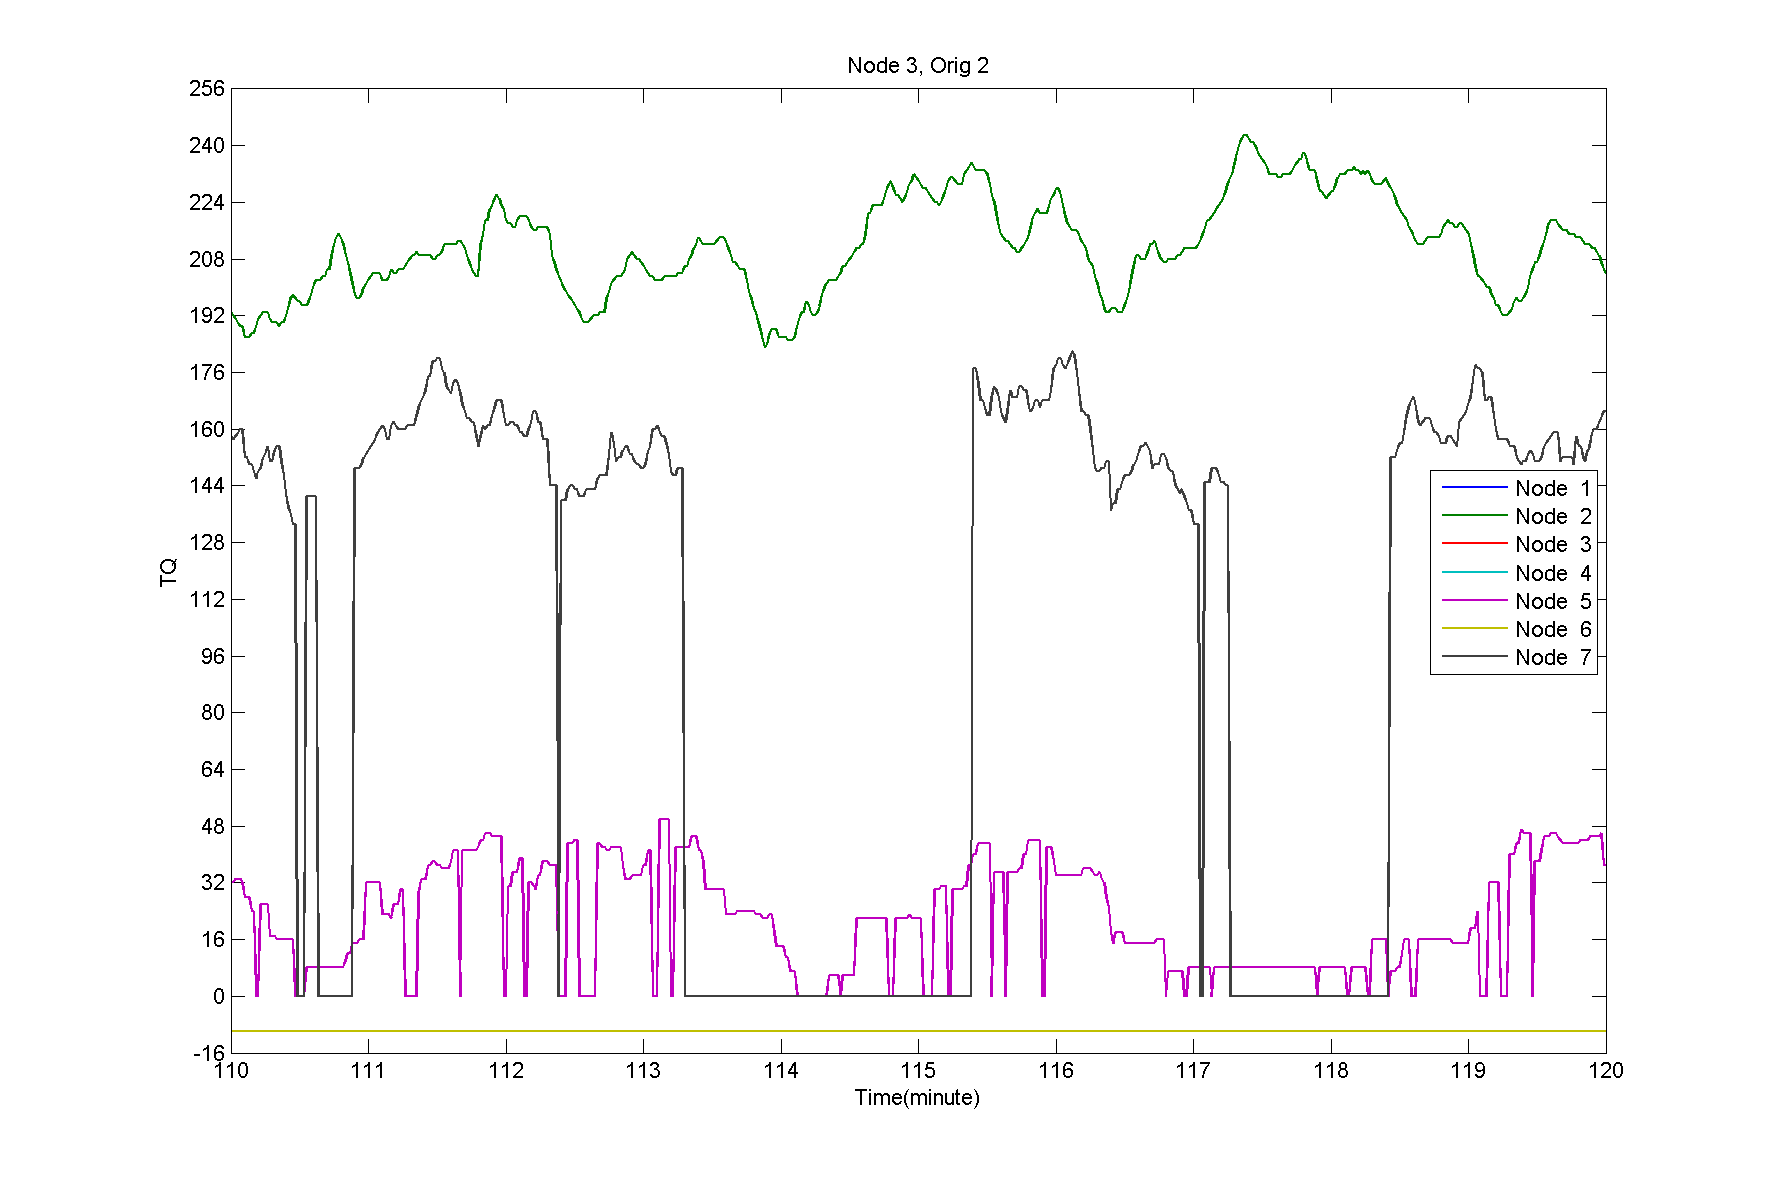 Node 3, Orig 2
256
240
224
208
192
176
160
144
128
112
96
80
64
48
32
16
0
-16
TQ
Node 1
Node 2
Node 3
Node 4
Node 5
Node 6
Node 7
110 111 112 113 114 115 116 117 118 119 120
Time(minute)